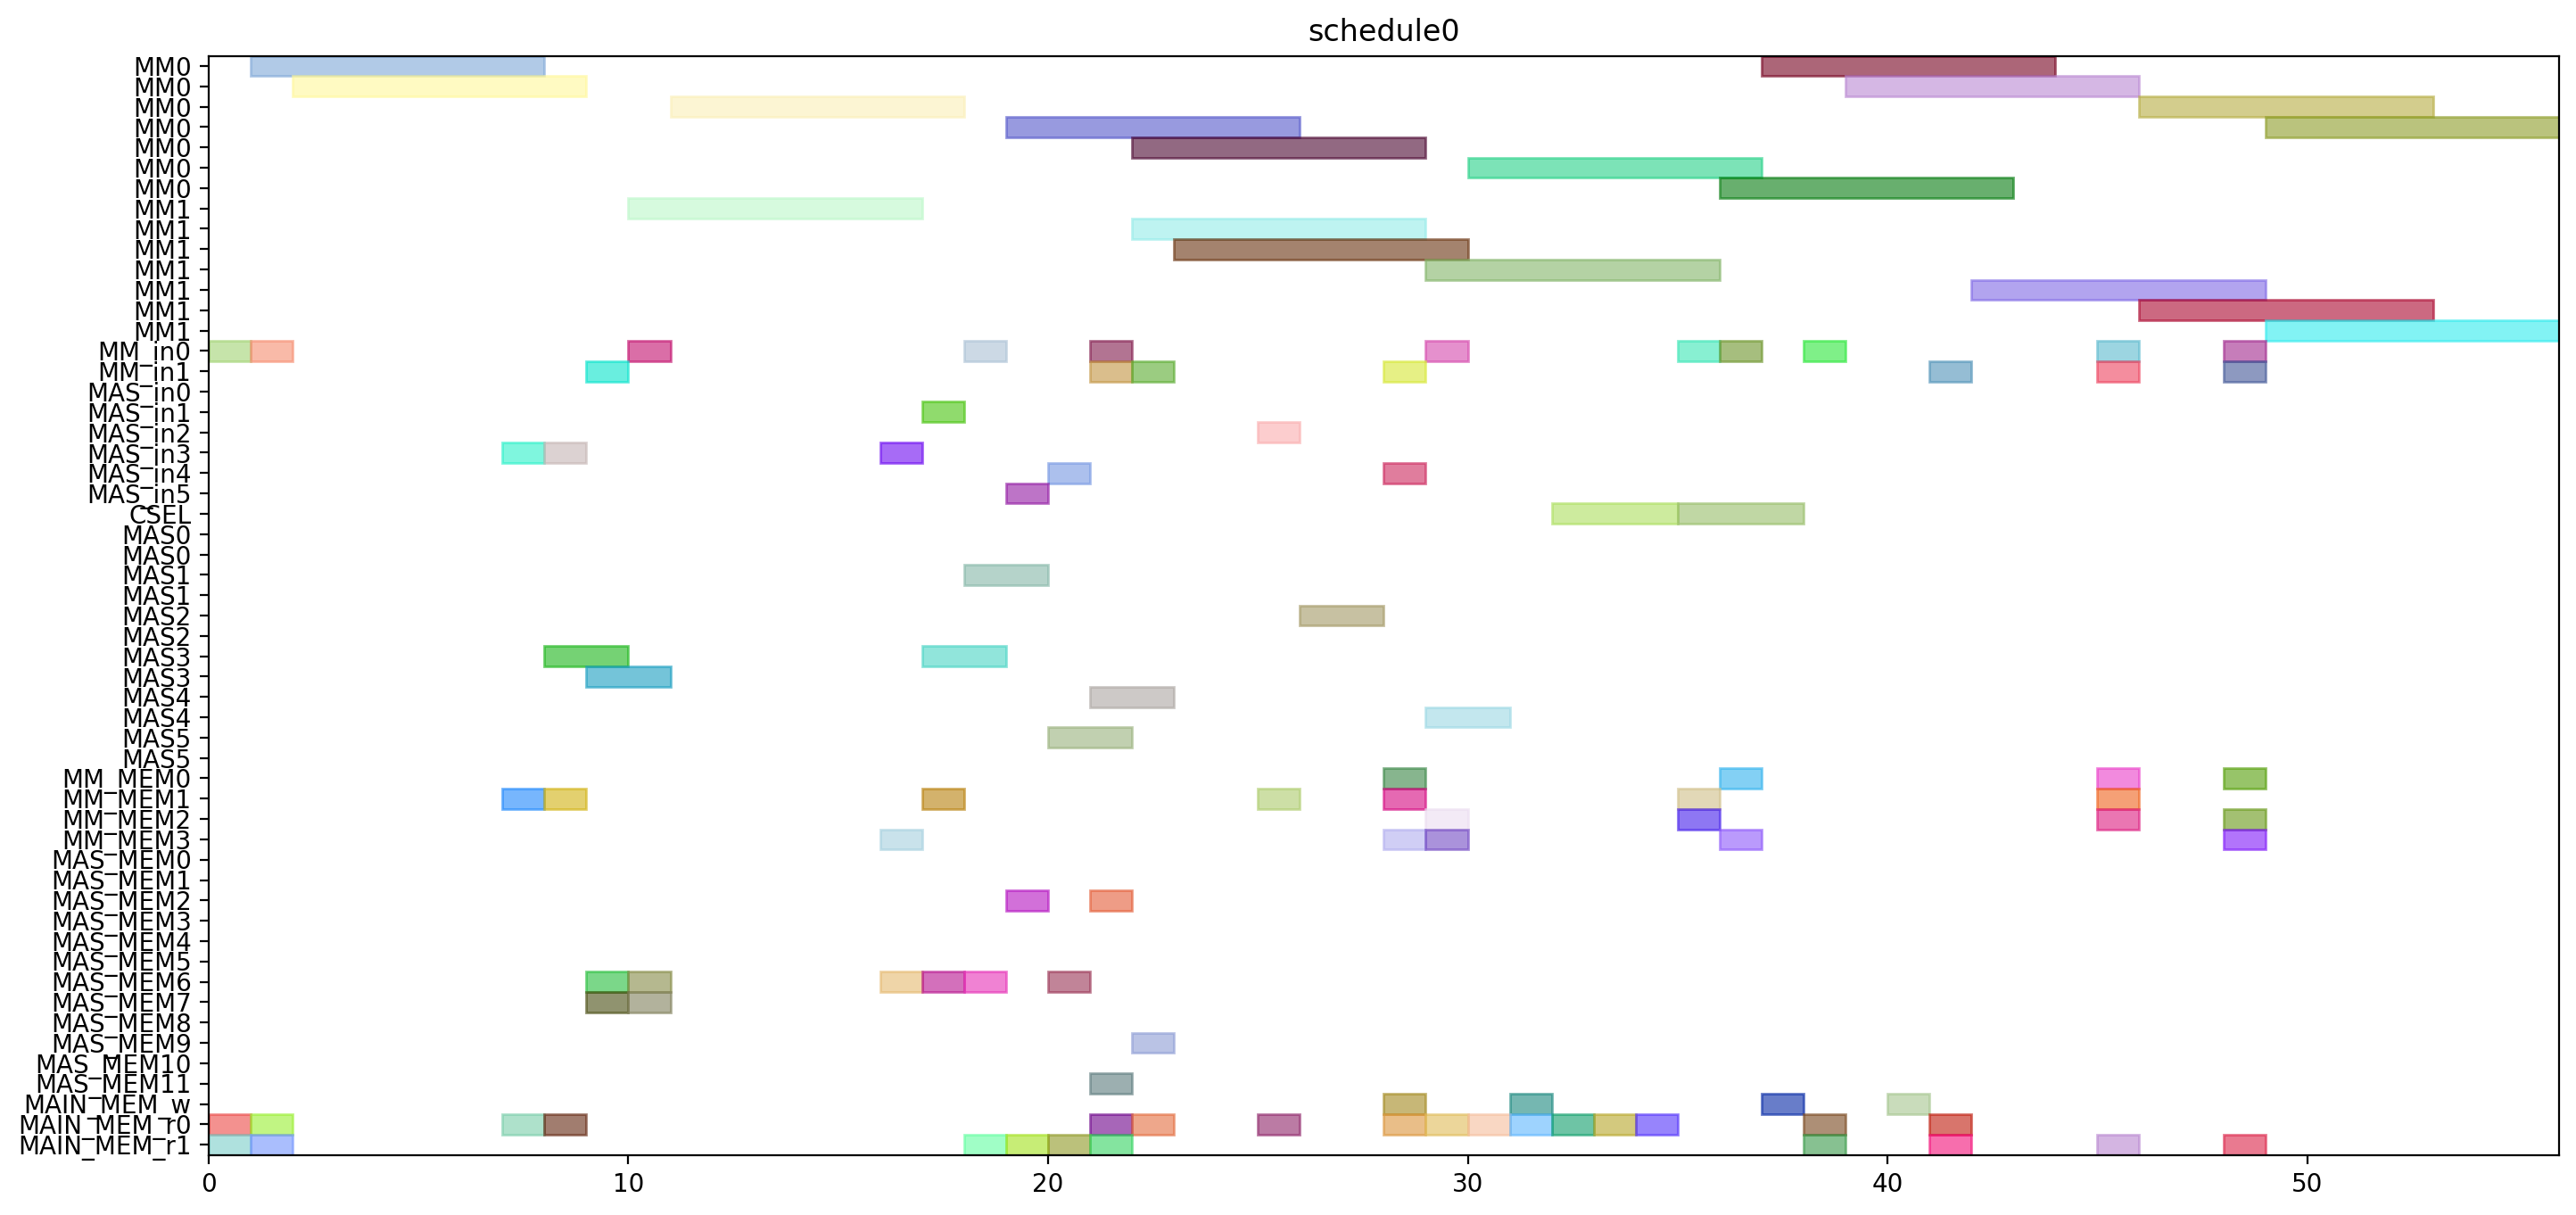 schedule0
MM0
MM0
MM0
MM0
MM0
MM0
MM0
MM1
MM1
MM1
MM1
MM1
MM1
MM1
MM_in0
MM_in1
MAS_in0
MAS_in1
MAS_in2
MAS_in3
MAS_in4
MAS_in5
CSEL
MAS0
MAS0
MAS1
MAS1
MAS2
MAS2
MAS3
MAS3
MAS4
MAS4
MAS5
MAS5
MM_MEM0
MM_MEM1
MM_MEM2
MM_MEM3
MAS_MEM0
MAS_MEM1
MAS_MEM2
MAS_MEM3
MAS_MEM4
MAS_MEM5
MAS_MEM6
MAS_MEM7
MAS_MEM8
MAS_MEM9
MAS_MEM10
MAS_MEM11
MAIN_MEM_w
MAIN_MEM_r0
MAIN_MEM_r1
0 10 20 30 40 50